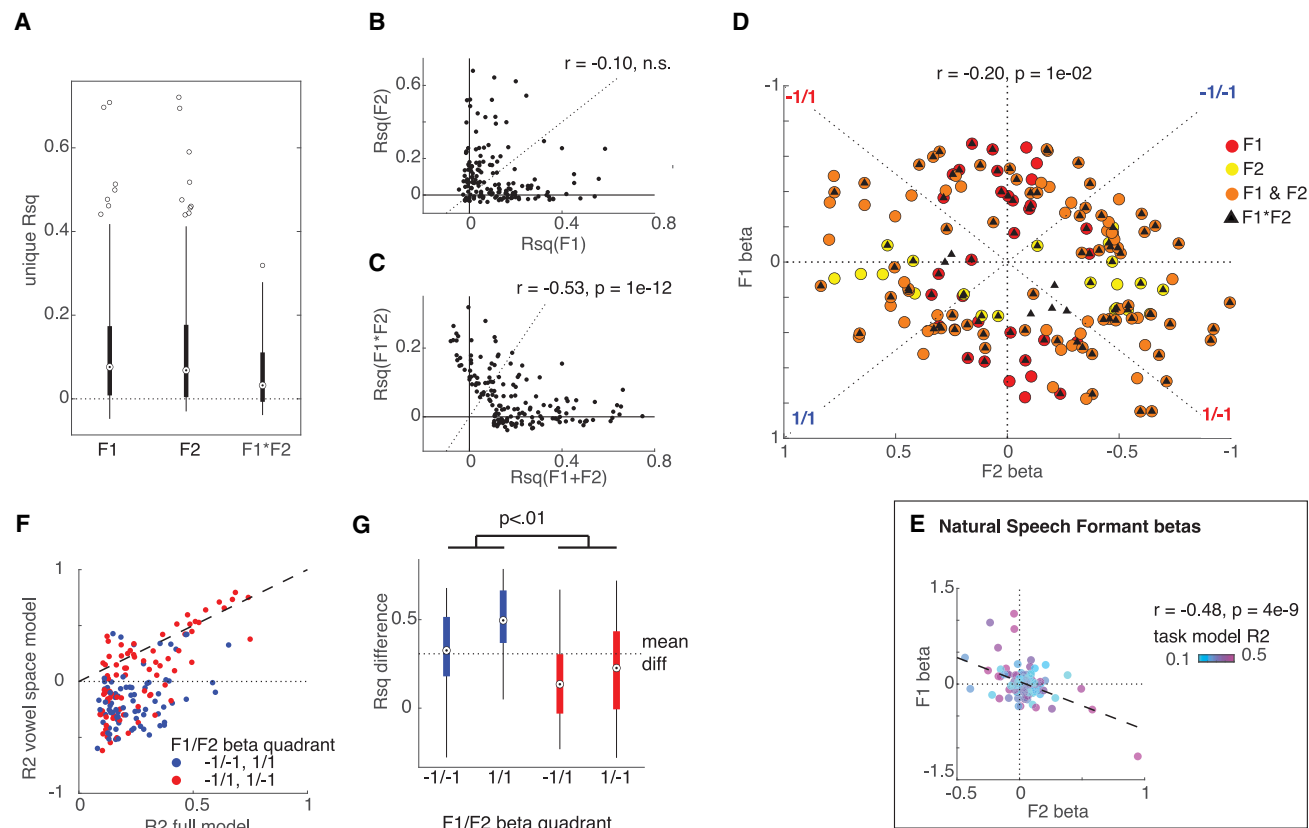 A
unique Rsq
0.6
0.4
0.2
0
F1
F2
F1*F2
B
r = -0.10, n.s.
Rsq(F2)
0.6
0.2
0
0
0.4
0.8
Rsq(F1)
C
r = -0.53, p = 1e-12
Rsq(F1*F2)
0.2
0
0
0.4
0.8
Rsq(F1+F2)
D
r = -0.20, p = 1e-02
-1/1
-1/-1
F1
F2
F1 & F2
F1*F2
F1 beta
-1
0
1
1/1
1/-1
1
0.5
0
-0.5
-1
F2 beta
F
R2 vowel space model
1
0
-1
F1/F2 beta quadrant
-1/-1, 1/1
-1/1, 1/-1
0
0.5
1
R2 full model
G
p<.01
Rsq difference
0.5
0
mean
diff
-1/-1
1/1
-1/1
1/-1
F1/F2 beta quadrant
E Natural Speech Formant betas
r = -0.48, p = 4e-9
task model R2
0.1
0.5
F1 beta
1.5
0
-1.5
-0.5
0
1
F2 beta